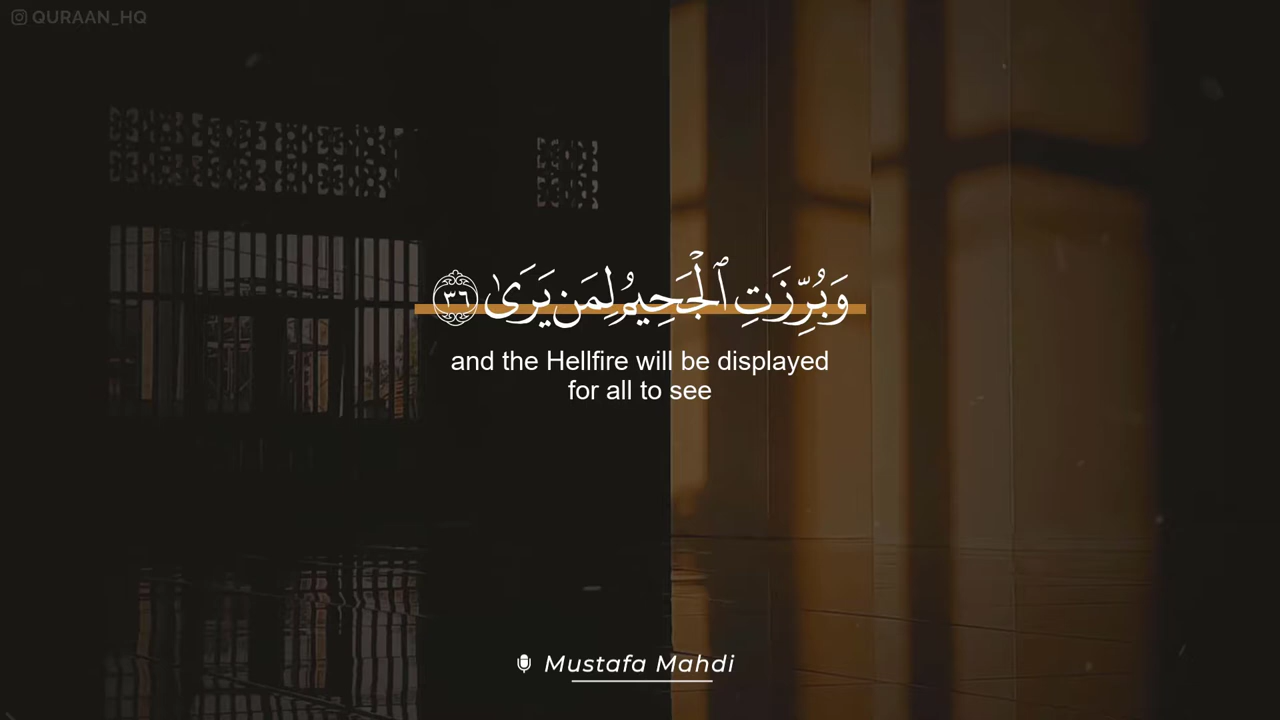 QURAAN_HQ
وَبُرِّزَتِ ٱلْجَحِيمُ لِمَن يَرَىٰ ٣٦
and the Hellfire will be displayed
for all to see
Mustafa Mahdi